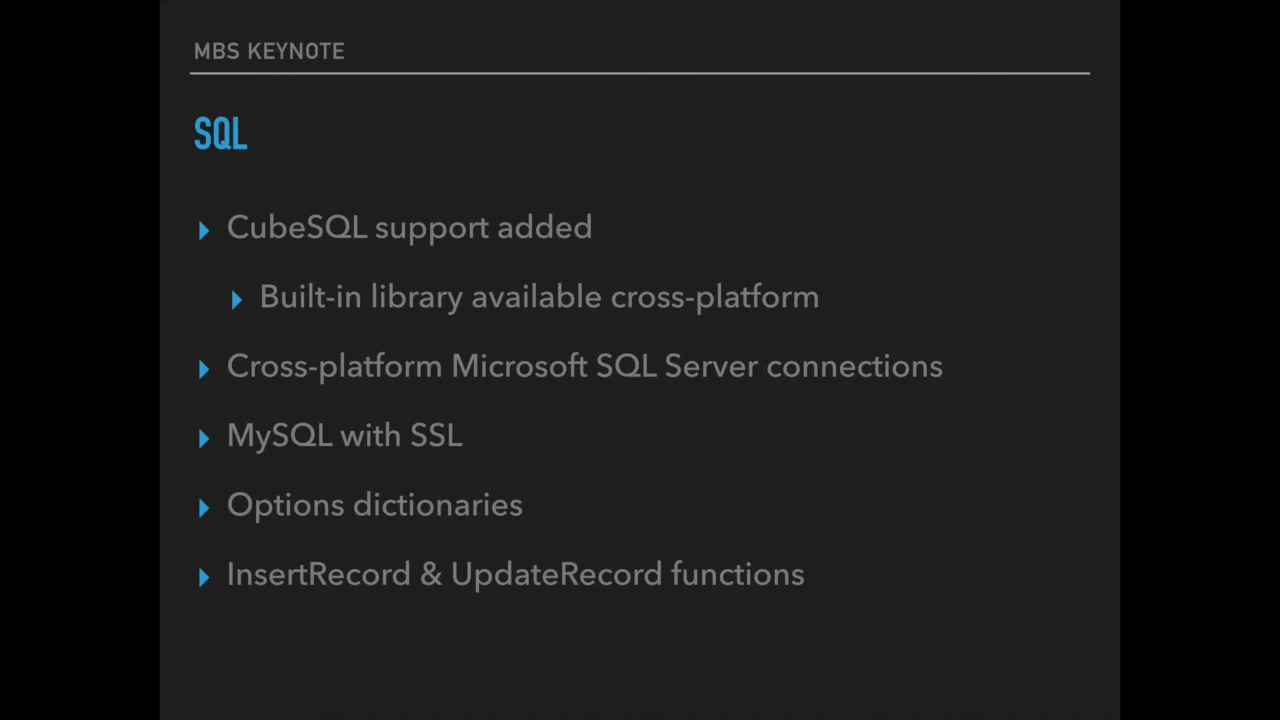 MBS KEYNOTE
SQL
CubeSQL support added
Built-in library available cross-platform
Cross-platform Microsoft SQL Server connections
MySQL with SSL
Options dictionaries
InsertRecord & UpdateRecord functions